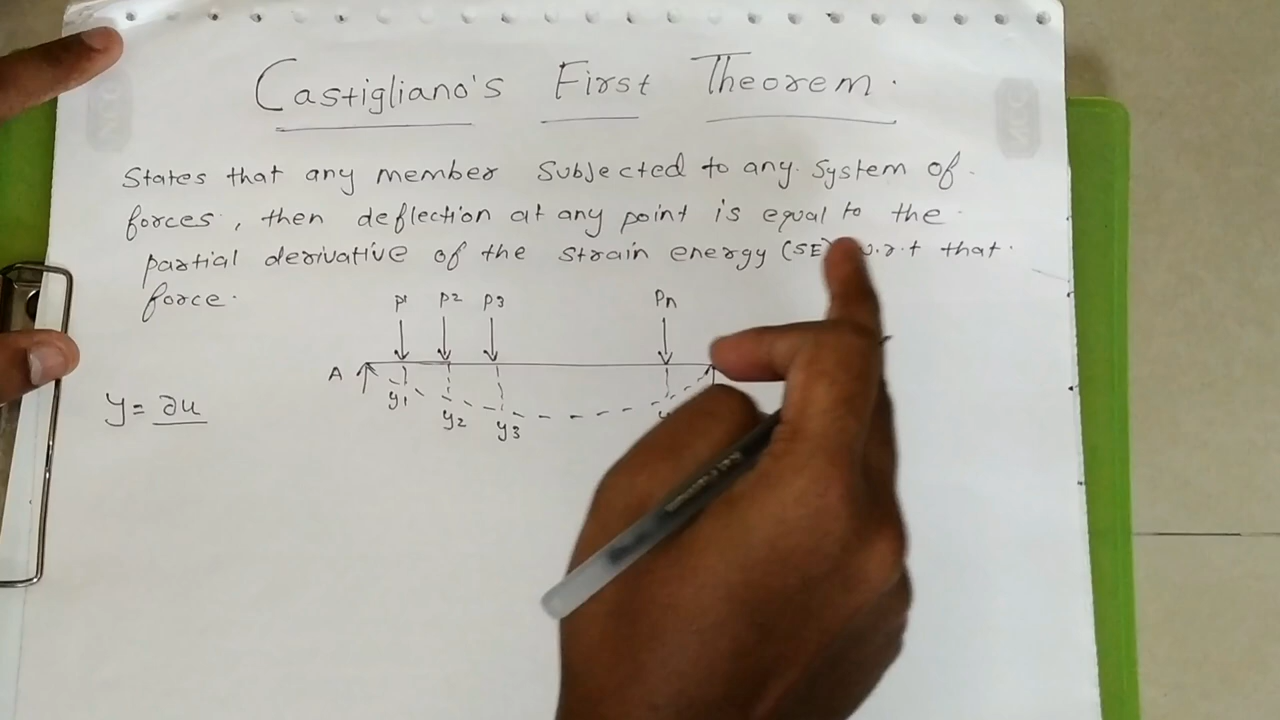 Castigliano's First Theorem.
States that any member subjected to any system of
forces, then deflection at any point is equal to the
partial derivative of the strain energy (SE) w.r.t that
force.
P1 P2 P3 Pn
A
y1 y2 y3
y = ∂u